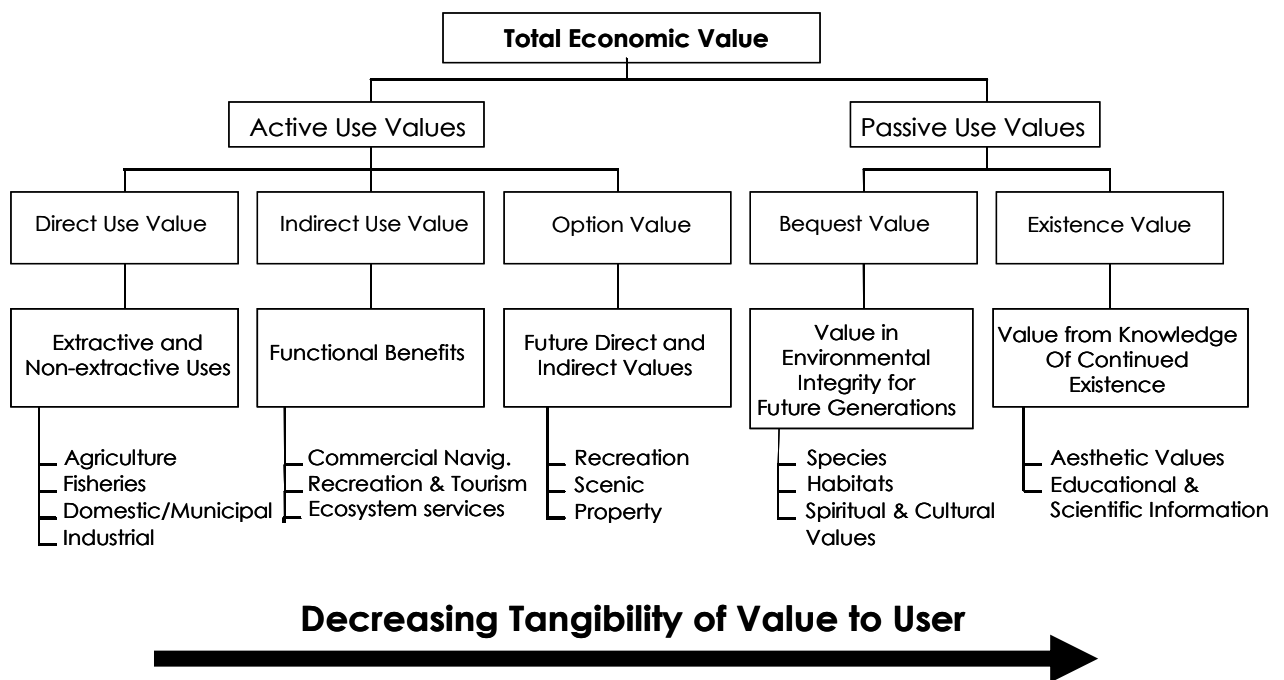 Total Economic Value
Active Use Values
Passive Use Values
Direct Use Value
Indirect Use Value
Option Value
Bequest Value
Existence Value
Extractive and
Non-extractive Uses
Functional Benefits
Future Direct and
Indirect Values
Value in
Environmental
Integrity for
Future Generations
Value from Knowledge
Of Continued
Existence
Agriculture
Fisheries
Domestic/Municipal
Industrial
Commercial Navig.
Recreation & Tourism
Ecosystem services
Recreation
Scenic
Property
Species
Habitats
Spiritual & Cultural
Values
Aesthetic Values
Educational &
Scientific Information
Decreasing Tangibility of Value to User